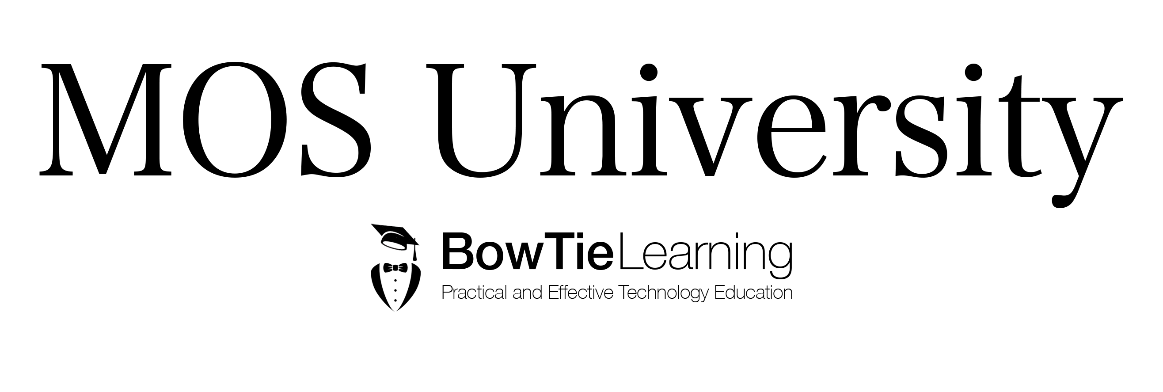 MOS University
BowTieLearning
Practical and Effective Technology Education